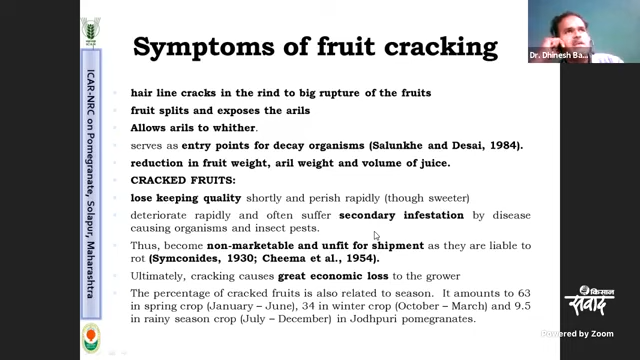 Symptoms of fruit cracking
Dr. Dhinesh Ba...
ICAR-NRC on Pomegranate, Solapur, Maharashtra
hair line cracks in the rind to big rupture of the fruits
fruit splits and exposes the arils
Allows arils to whither.
serves as entry points for decay organisms (Salunkhe and Desai, 1984).
reduction in fruit weight, aril weight and volume of juice.
CRACKED FRUITS:
lose keeping quality shortly and perish rapidly (though sweeter)
deteriorate rapidly and often suffer secondary infestation by disease
causing organisms and insect pests.
Thus, become non-marketable and unfit for shipment as they are liable to
rot (Symconides, 1930; Cheema et al., 1954).
Ultimately, cracking causes great economic loss to the grower
The percentage of cracked fruits is also related to season. It amounts to 63
in spring crop (January – June), 34 in winter crop (October – March) and 9.5
in rainy season crop (July – December) in Jodhpuri pomegranates.
किसान
संवाद
Powered by Zoom